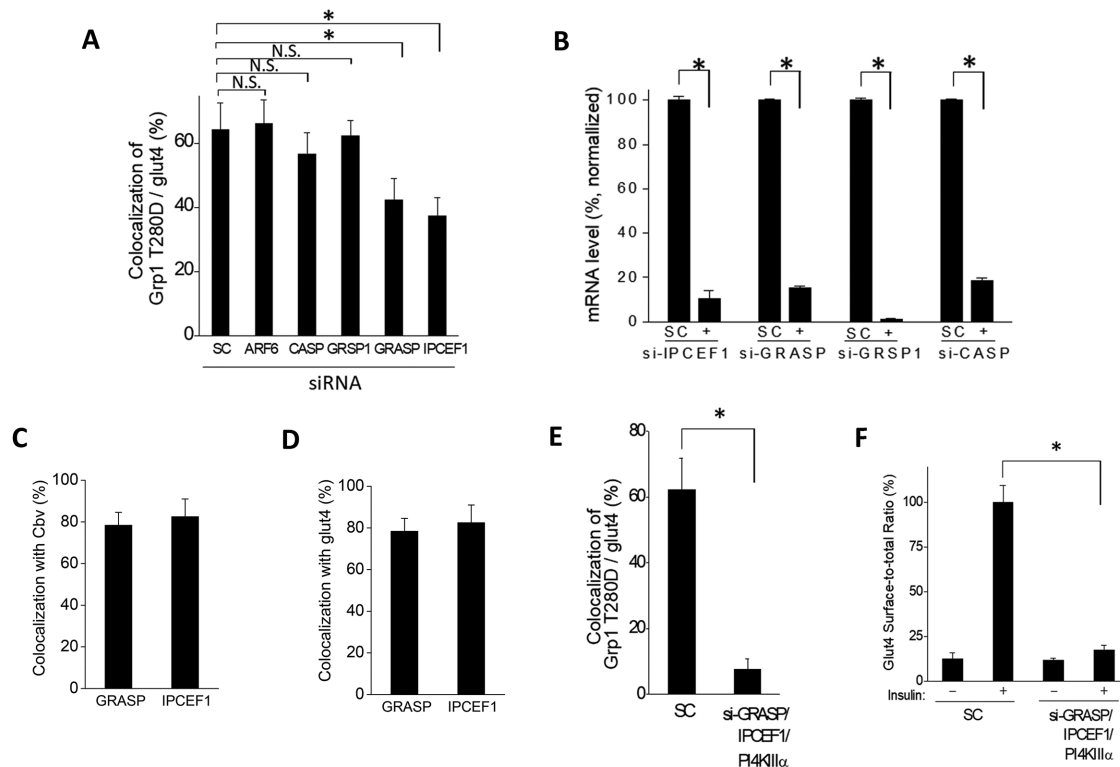 A
*
*
N.S.
N.S.
N.S.
Colocalization of
Grp1 T280D / glut4 (%)
60
40
20
0
SC ARF6 CASP GRSP1 GRASP IPCEF1
siRNA
B
* * * *
mRNA level (%, normalized)
100
80
60
40
20
0
SC + SC + SC + SC +
si-IPCEF1 si-GRASP si-GRSP1 si-CASP
C
Colocalization with Cbv (%)
100
80
60
40
20
0
GRASP IPCEF1
D
Colocalization with glut4 (%)
100
80
60
40
20
0
GRASP IPCEF1
E
*
Colocalization of
Grp1 T280D / glut4 (%)
80
60
40
20
0
SC si-GRASP/
IPCEF1/
PI4KIIIα
F
*
Glut4 Surface-to-total Ratio (%)
100
75
50
25
0
Insulin: – + – +
SC si-GRASP/
IPCEF1/
PI4KIIIα